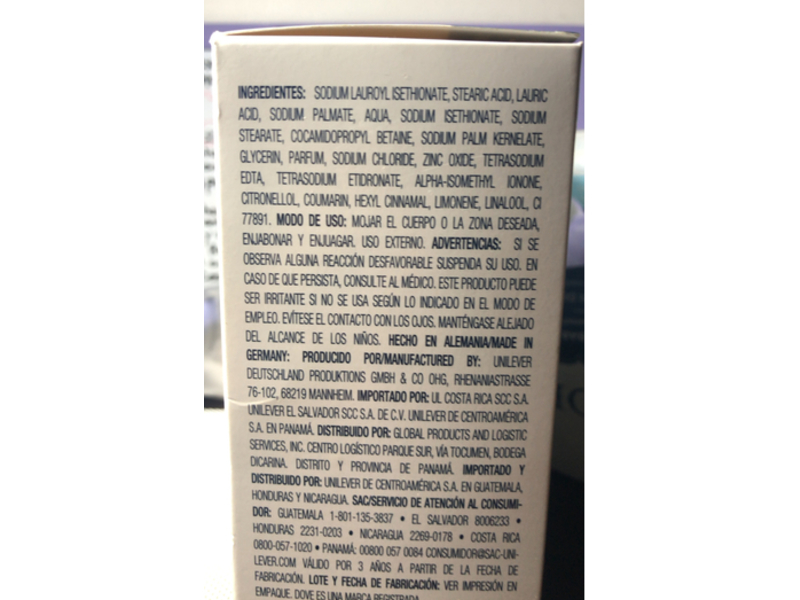 INGREDIENTES: SODIUM LAUROYL ISETHIONATE, STEARIC ACID, LAURIC
ACID, SODIUM PALMATE, AQUA, SODIUM ISETHIONATE, SODIUM
STEARATE, COCAMIDOPROPYL BETAINE, SODIUM PALM KERNELATE,
GLYCERIN, PARFUM, SODIUM CHLORIDE, ZINC OXIDE, TETRASODIUM
EDTA, TETRASODIUM ETIDRONATE, ALPHA-ISOMETHYL IONONE,
CITRONELLOL, COUMARIN, HEXYL CINNAMAL, LIMONENE, LINALOOL, CI
77891. MODO DE USO: MOJAR EL CUERPO O LA ZONA DESEADA,
ENJABONAR Y ENJUAGAR. USO EXTERNO. ADVERTENCIAS: SI SE
OBSERVA ALGUNA REACCIÓN DESFAVORABLE SUSPENDA SU USO. EN
CASO DE QUE PERSISTA, CONSULTE AL MÉDICO. ESTE PRODUCTO PUEDE
SER IRRITANTE SI NO SE USA SEGÚN LO INDICADO EN EL MODO DE
EMPLEO. EVÍTESE EL CONTACTO CON LOS OJOS. MANTÉNGASE ALEJADO
DEL ALCANCE DE LOS NIÑOS. HECHO EN ALEMANIA/MADE IN
GERMANY: PRODUCIDO POR/MANUFACTURED BY: UNILEVER
DEUTSCHLAND PRODUKTIONS GMBH & CO OHG, RHENANIASTRASSE
76-102, 68219 MANNHEIM. IMPORTADO POR: UL COSTA RICA SCC S.A.
UNILEVER EL SALVADOR SCC S.A. DE C.V. UNILEVER DE CENTROAMÉRICA
S.A. EN PANAMÁ. DISTRIBUIDO POR: GLOBAL PRODUCTS AND LOGISTIC
SERVICES, INC. CENTRO LOGÍSTICO PARQUE SUR, VÍA TOCUMEN, BODEGA
DICARINA. DISTRITO Y PROVINCIA DE PANAMÁ. IMPORTADO Y
DISTRIBUIDO POR: UNILEVER DE CENTROAMÉRICA S.A. EN GUATEMALA,
HONDURAS Y NICARAGUA. SAC/SERVICIO DE ATENCIÓN AL CONSUMI-
DOR: GUATEMALA 1-801-135-3837 • EL SALVADOR 8006233 •
HONDURAS 2231-0203 • NICARAGUA 2269-0178 • COSTA RICA
0800-057-1020 • PANAMÁ: 00800 057 0084 CONSUMIDOR@SAC-UNI-
LEVER.COM VÁLIDO POR 3 AÑOS A PARTIR DE LA FECHA DE
FABRICACIÓN. LOTE Y FECHA DE FABRICACIÓN: VER IMPRESIÓN EN
EMPAQUE. DOVE ES UNA MARCA REGISTRADA